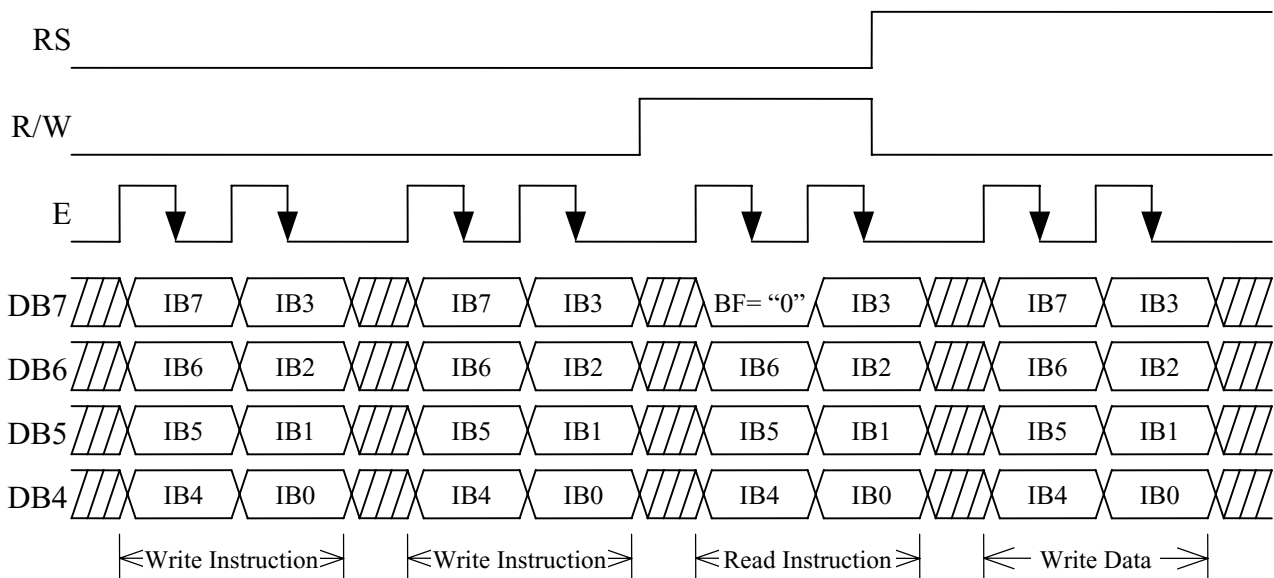 RS
R/W
E
DB7 IB7 IB3 IB7 IB3 BF= “0” IB3 IB7 IB3
DB6 IB6 IB2 IB6 IB2 IB6 IB2 IB6 IB2
DB5 IB5 IB1 IB5 IB1 IB5 IB1 IB5 IB1
DB4 IB4 IB0 IB4 IB0 IB4 IB0 IB4 IB0
Write Instruction Write Instruction Read Instruction Write Data